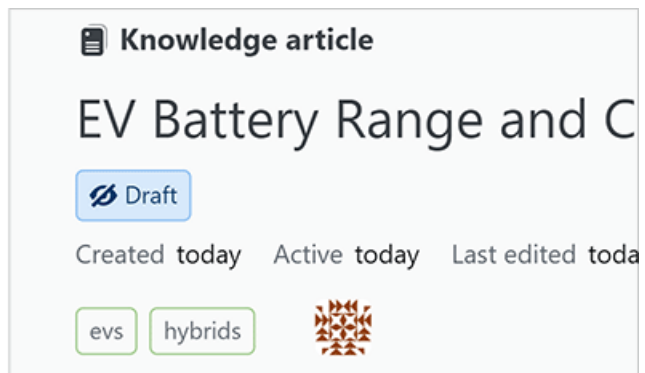 Knowledge article
EV Battery Range and C
Draft
Created today Active today Last edited toda
evs hybrids